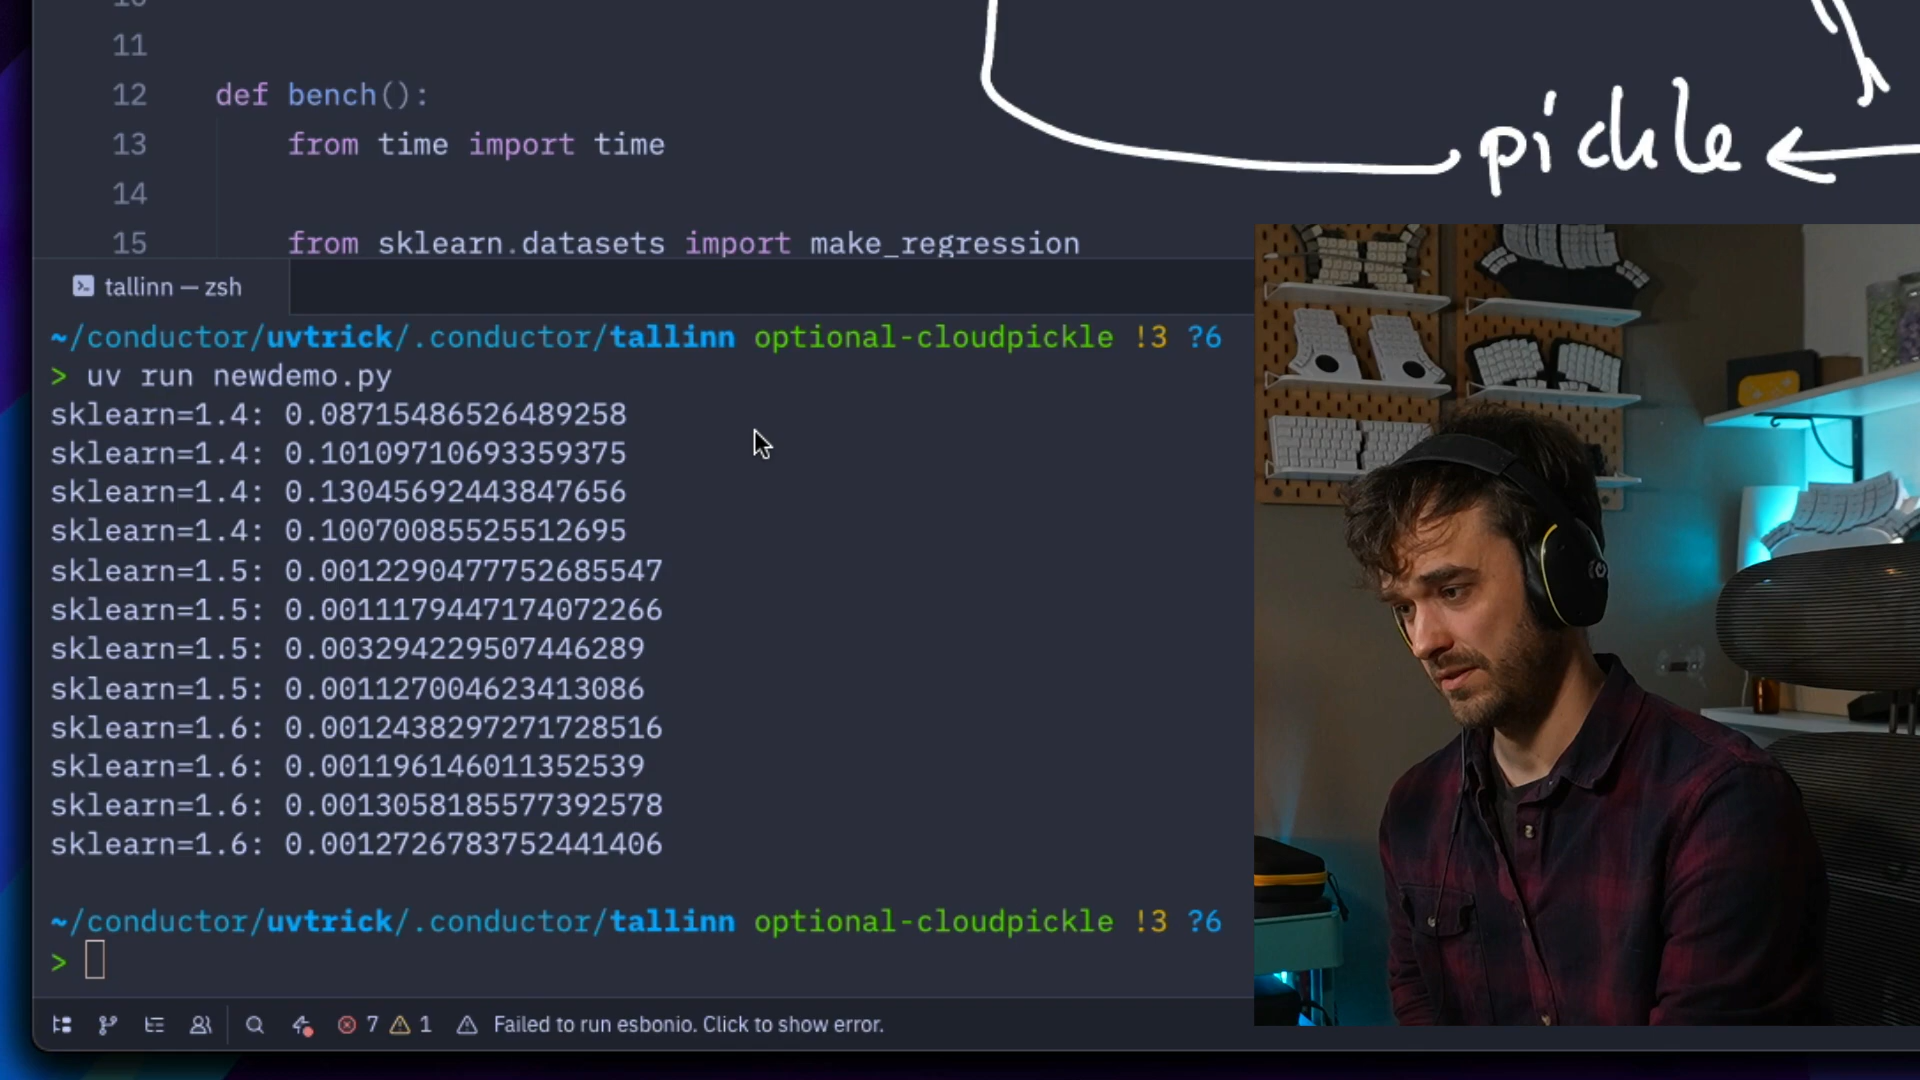 11
12 def bench():
13 from time import time
pickle
14
15 from sklearn.datasets import make_regression
tallinn — zsh
~/conductor/uvtrick/.conductor/tallinn optional-cloudpickle !3 ?6
> uv run newdemo.py
sklearn=1.4: 0.08715486526489258
sklearn=1.4: 0.10109710693359375
sklearn=1.4: 0.13045692443847656
sklearn=1.4: 0.10070085525512695
sklearn=1.5: 0.0012290477752685547
sklearn=1.5: 0.0011179447174072266
sklearn=1.5: 0.003294229507446289
sklearn=1.5: 0.001127004623413086
sklearn=1.6: 0.0012438297271728516
sklearn=1.6: 0.001196146011352539
sklearn=1.6: 0.0013058185577392578
sklearn=1.6: 0.0012726783752441406
~/conductor/uvtrick/.conductor/tallinn optional-cloudpickle !3 ?6
>
7 1 Failed to run esbonio. Click to show error.